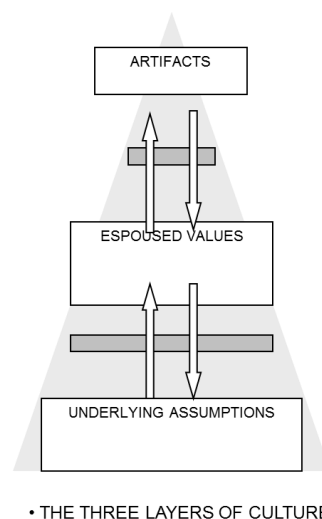 ARTIFACTS
ESPOUSED VALUES
UNDERLYING ASSUMPTIONS
• THE THREE LAYERS OF CULTURE